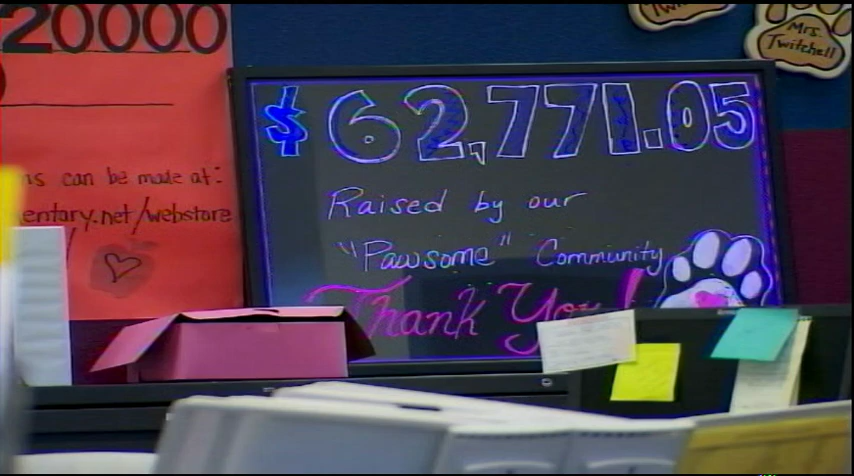 20000
$62,771.05
Raised by our
"Pawsome" Community
Thank You!
can be made at:
entary.net/webstore
Mrs.
Twitchell